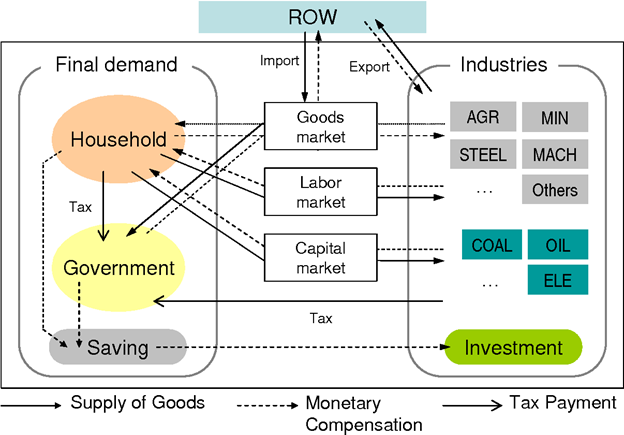 ROW
Import
Export
Final demand
Industries
Household
Goods
market
AGR
MIN
STEEL
MACH
Labor
market
...
Others
Tax
Government
Capital
market
COAL
OIL
...
ELE
Tax
Saving
Investment
Supply of Goods
Monetary
Compensation
Tax Payment